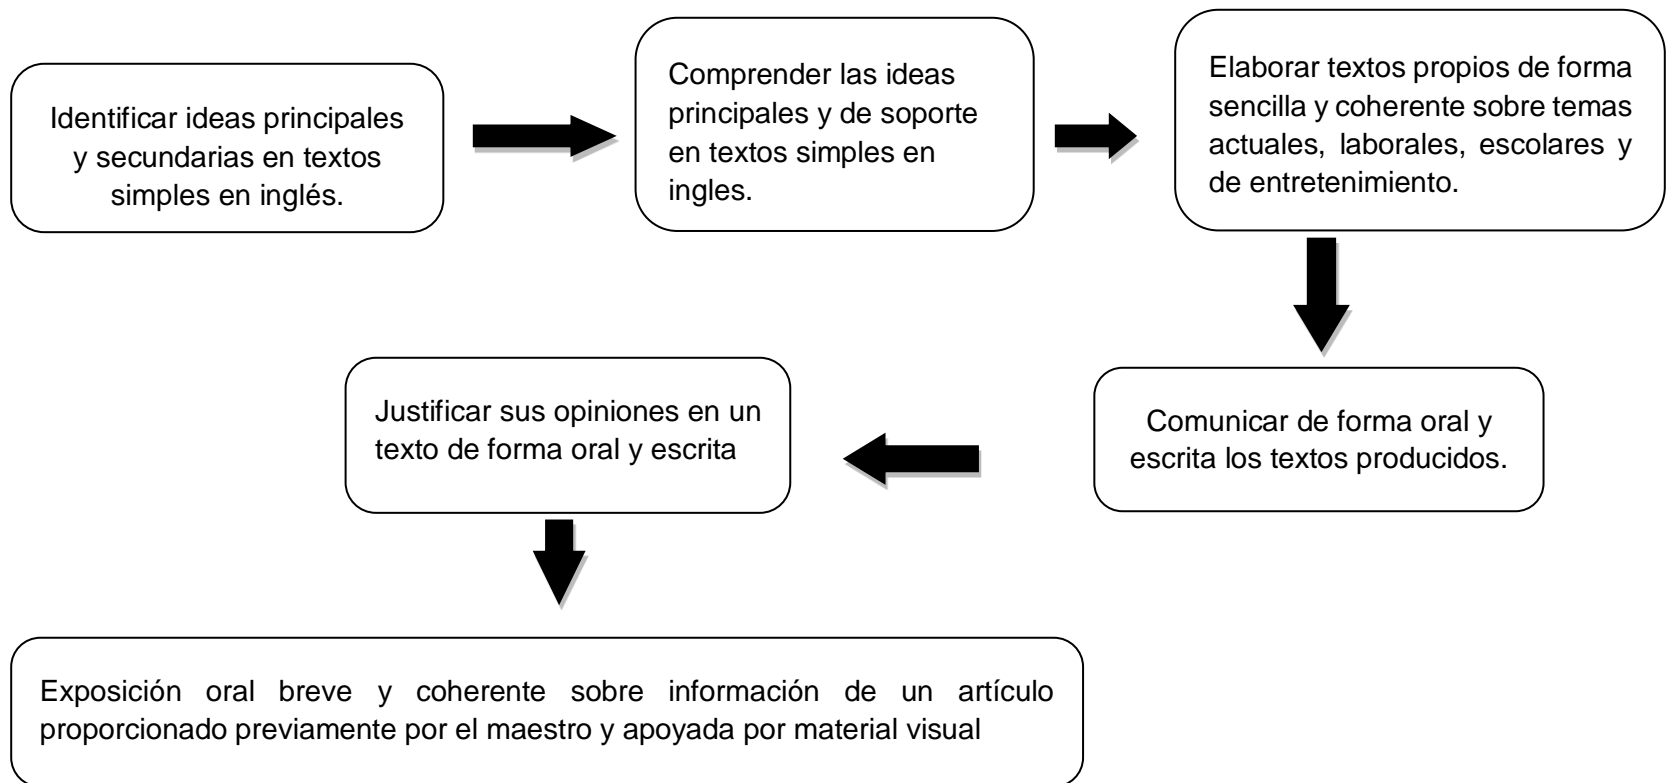 Identificar ideas principales
y secundarias en textos
simples en inglés.
Comprender las ideas
principales y de soporte
en textos simples en
ingles.
Elaborar textos propios de forma
sencilla y coherente sobre temas
actuales, laborales, escolares y
de entretenimiento.
Comunicar de forma oral y
escrita los textos producidos.
Justificar sus opiniones en un
texto de forma oral y escrita
Exposición oral breve y coherente sobre información de un artículo
proporcionado previamente por el maestro y apoyada por material visual